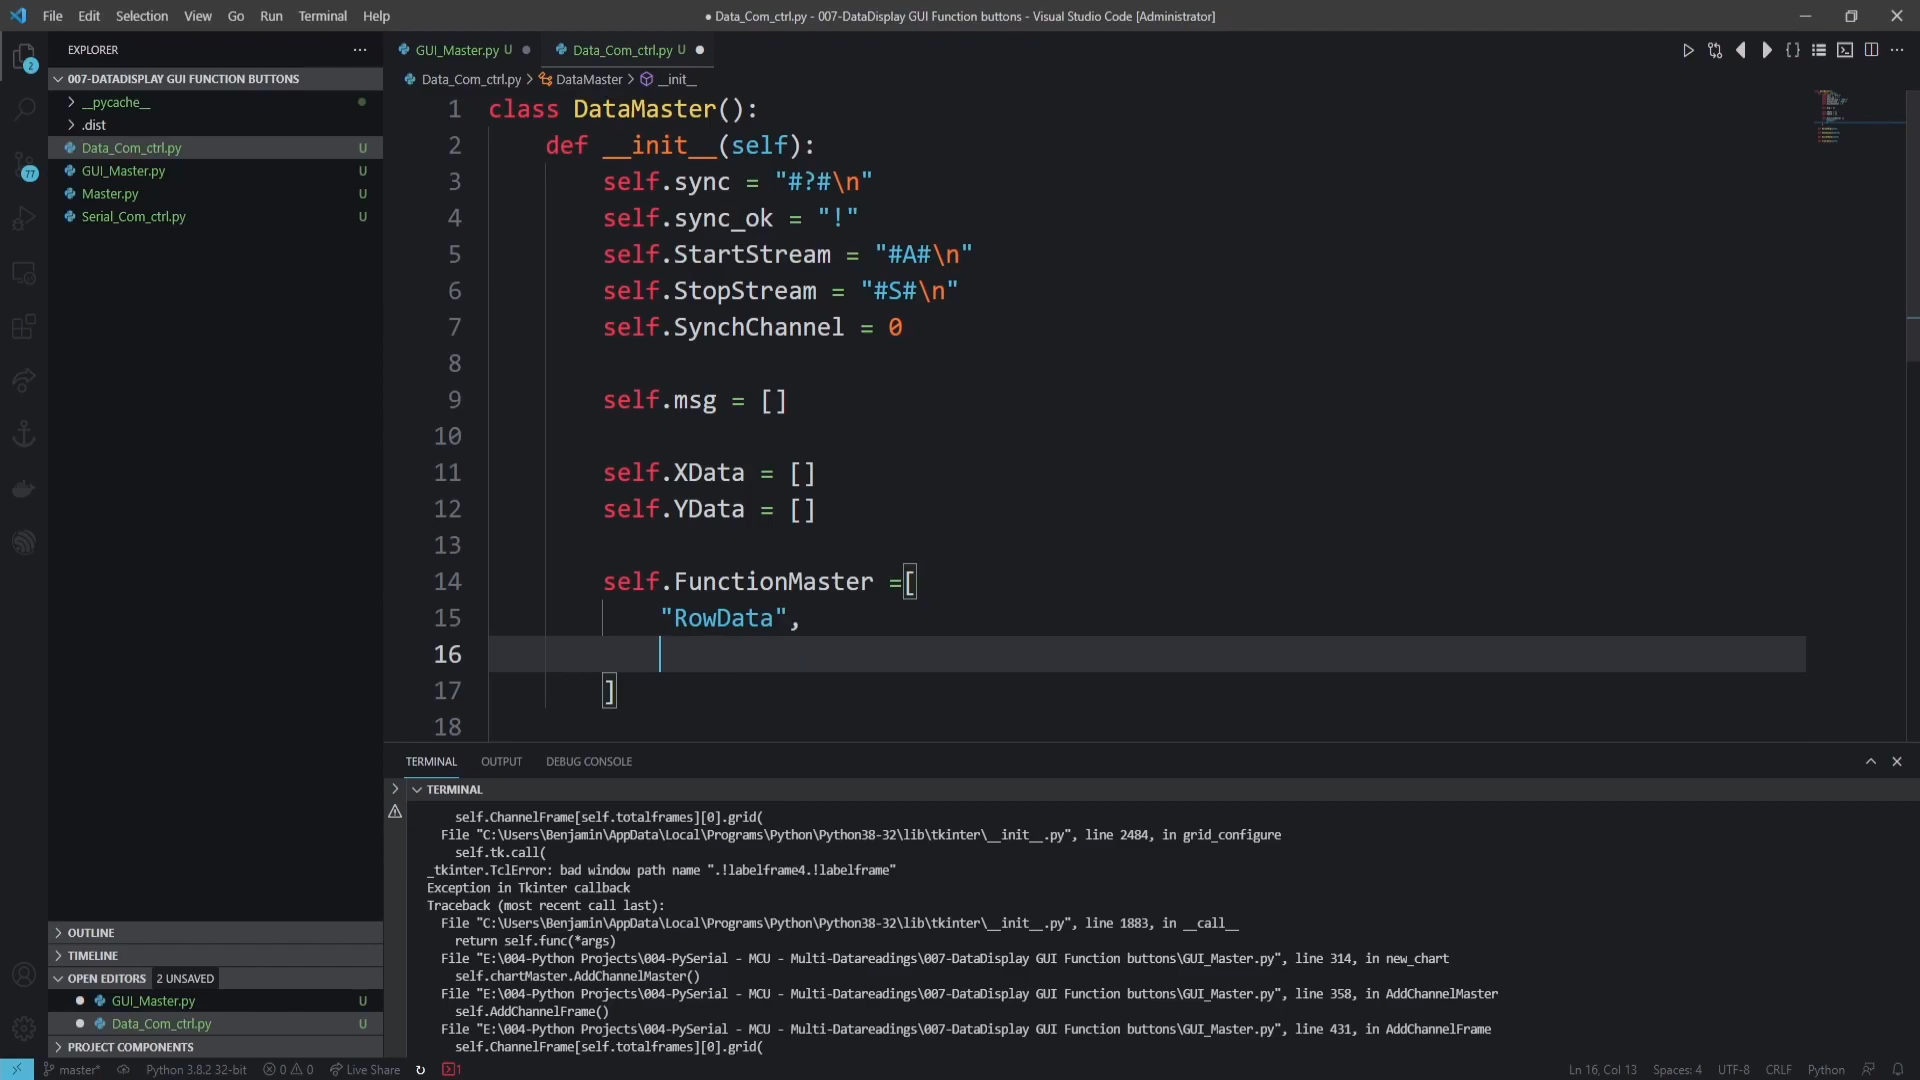 File Edit Selection View Go Run Terminal Help
● Data_Com_ctrl.py - 007-DataDisplay GUI Function buttons - Visual Studio Code [Administrator]
EXPLORER
007-DATADISPLAY GUI FUNCTION BUTTONS
__pycache__
.dist
Data_Com_ctrl.py U
GUI_Master.py U
Master.py U
Serial_Com_ctrl.py U
2
77
OUTLINE
TIMELINE
OPEN EDITORS 2 UNSAVED
GUI_Master.py U
Data_Com_ctrl.py U
PROJECT COMPONENTS
GUI_Master.py U
Data_Com_ctrl.py U
Data_Com_ctrl.py > DataMaster > __init__
1 class DataMaster():
2 def __init__(self):
3 self.sync = "#?#\n"
4 self.sync_ok = "!"
5 self.StartStream = "#A#\n"
6 self.StopStream = "#S#\n"
7 self.SynchChannel = 0
8
9 self.msg = []
10
11 self.XData = []
12 self.YData = []
13
14 self.FunctionMaster =[
15 "RowData",
16
17 ]
18
TERMINAL OUTPUT DEBUG CONSOLE
TERMINAL
self.ChannelFrame[self.totalframes][0].grid(
File "C:\Users\Benjamin\AppData\Local\Programs\Python\Python38-32\lib\tkinter\__init__.py", line 2484, in grid_configure
self.tk.call(
_tkinter.TclError: bad window path name ".!labelframe4.!labelframe"
Exception in Tkinter callback
Traceback (most recent call last):
File "C:\Users\Benjamin\AppData\Local\Programs\Python\Python38-32\lib\tkinter\__init__.py", line 1883, in __call__
return self.func(*args)
File "E:\004-Python Projects\004-PySerial - MCU - Multi-Datareadings\007-DataDisplay GUI Function buttons\GUI_Master.py", line 314, in new_chart
self.chartMaster.AddChannelMaster()
File "E:\004-Python Projects\004-PySerial - MCU - Multi-Datareadings\007-DataDisplay GUI Function buttons\GUI_Master.py", line 358, in AddChannelMaster
self.AddChannelFrame()
File "E:\004-Python Projects\004-PySerial - MCU - Multi-Datareadings\007-DataDisplay GUI Function buttons\GUI_Master.py", line 431, in AddChannelFrame
self.ChannelFrame[self.totalframes][0].grid(
master* Python 3.8.2 32-bit 0 0 Live Share 1 Ln 16, Col 13 Spaces: 4 UTF-8 CRLF Python